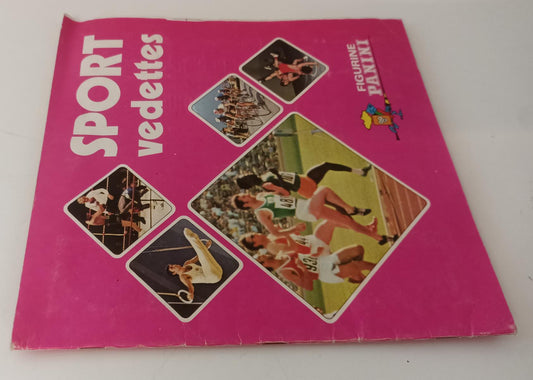 SPORT
vedettes
FIGURINE
PANINI